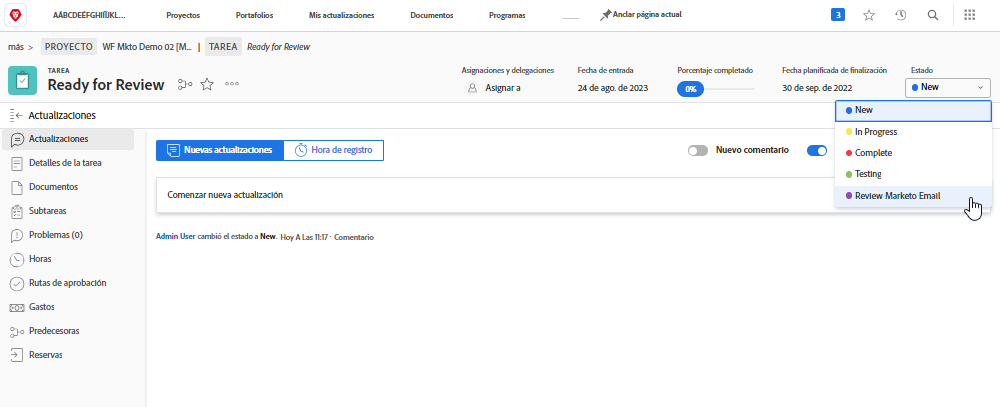 AÁBCDEÉFGHIÍJKL... Proyectos Portafolios Mis actualizaciones Documentos Programas Anclar página actual 3
más > PROYECTO WF Mkto Demo 02 [M... | TAREA Ready for Review
TAREA
Ready for Review
Asignaciones y delegaciones
Asignar a
Fecha de entrada
24 de ago. de 2023
Porcentaje completado
0%
Fecha planificada de finalización
30 de sep. de 2022
Estado
New
New
In Progress
Complete
Testing
Review Marketo Email
Actualizaciones
Actualizaciones
Detalles de la tarea
Documentos
Subtareas
Problemas (0)
Horas
Rutas de aprobación
Gastos
Predecesoras
Reservas
Nuevas actualizaciones Hora de registro Nuevo comentario
Comenzar nueva actualización
Admin User cambió el estado a New. Hoy A Las 11:17 · Comentario